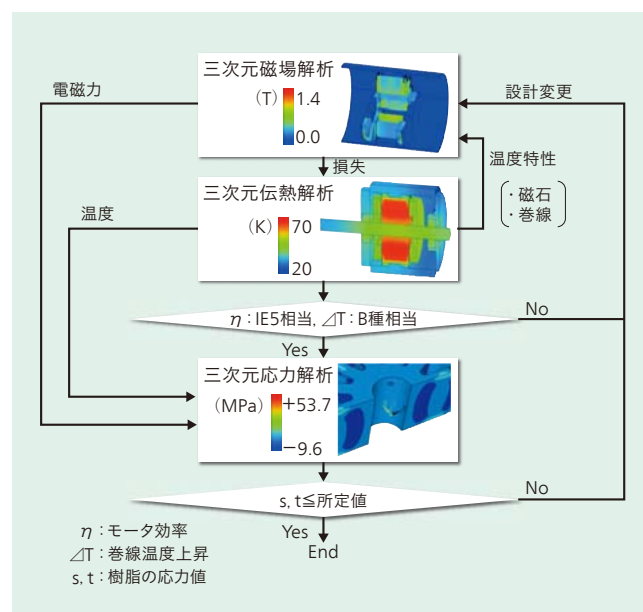 三次元磁場解析
電磁力
設計変更
(T)
1.4
0.0
損失
温度特性
・磁石
・巻線
三次元伝熱解析
温度
(K)
70
20
η:IE5相当, ⊿T:B種相当
No
Yes
三次元応力解析
(MPa)
+53.7
−9.6
s, t≦所定値
No
Yes
End
η:モータ効率
⊿T:巻線温度上昇
s, t:樹脂の応力値